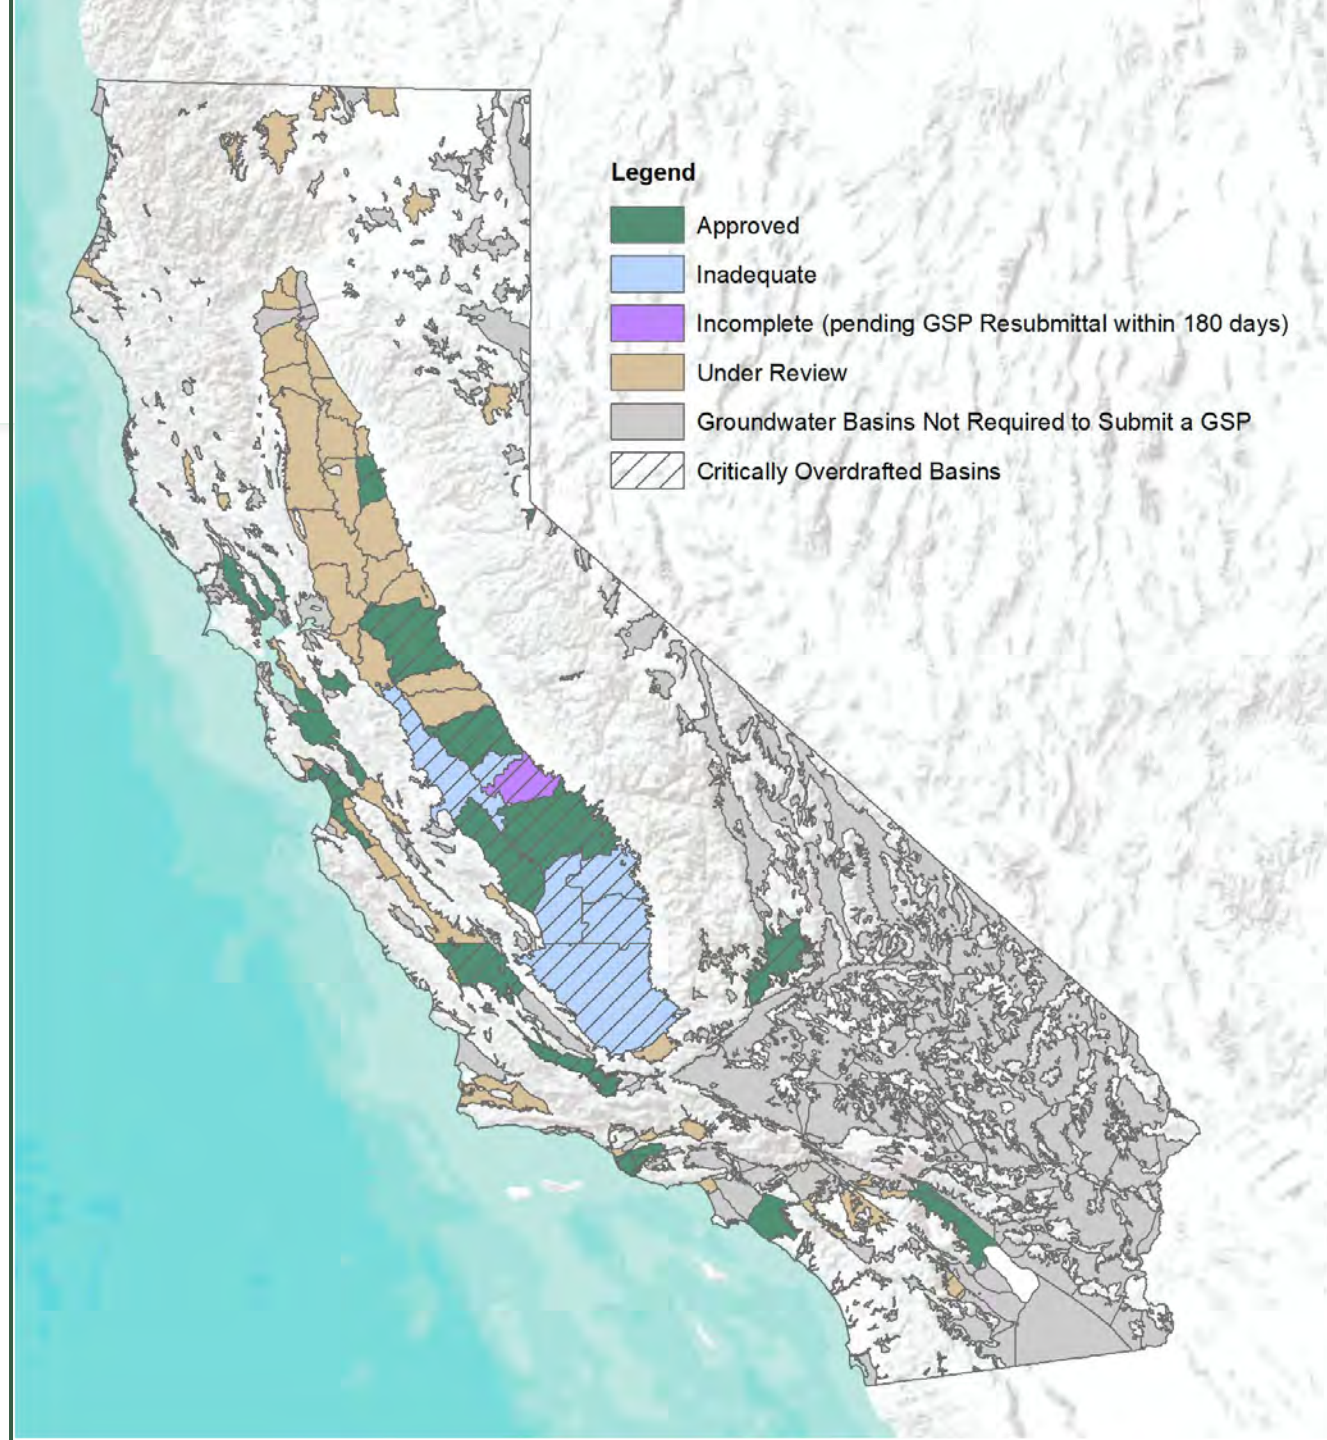 Legend
Approved
Inadequate
Incomplete (pending GSP Resubmittal within 180 days)
Under Review
Groundwater Basins Not Required to Submit a GSP
Critically Overdrafted Basins